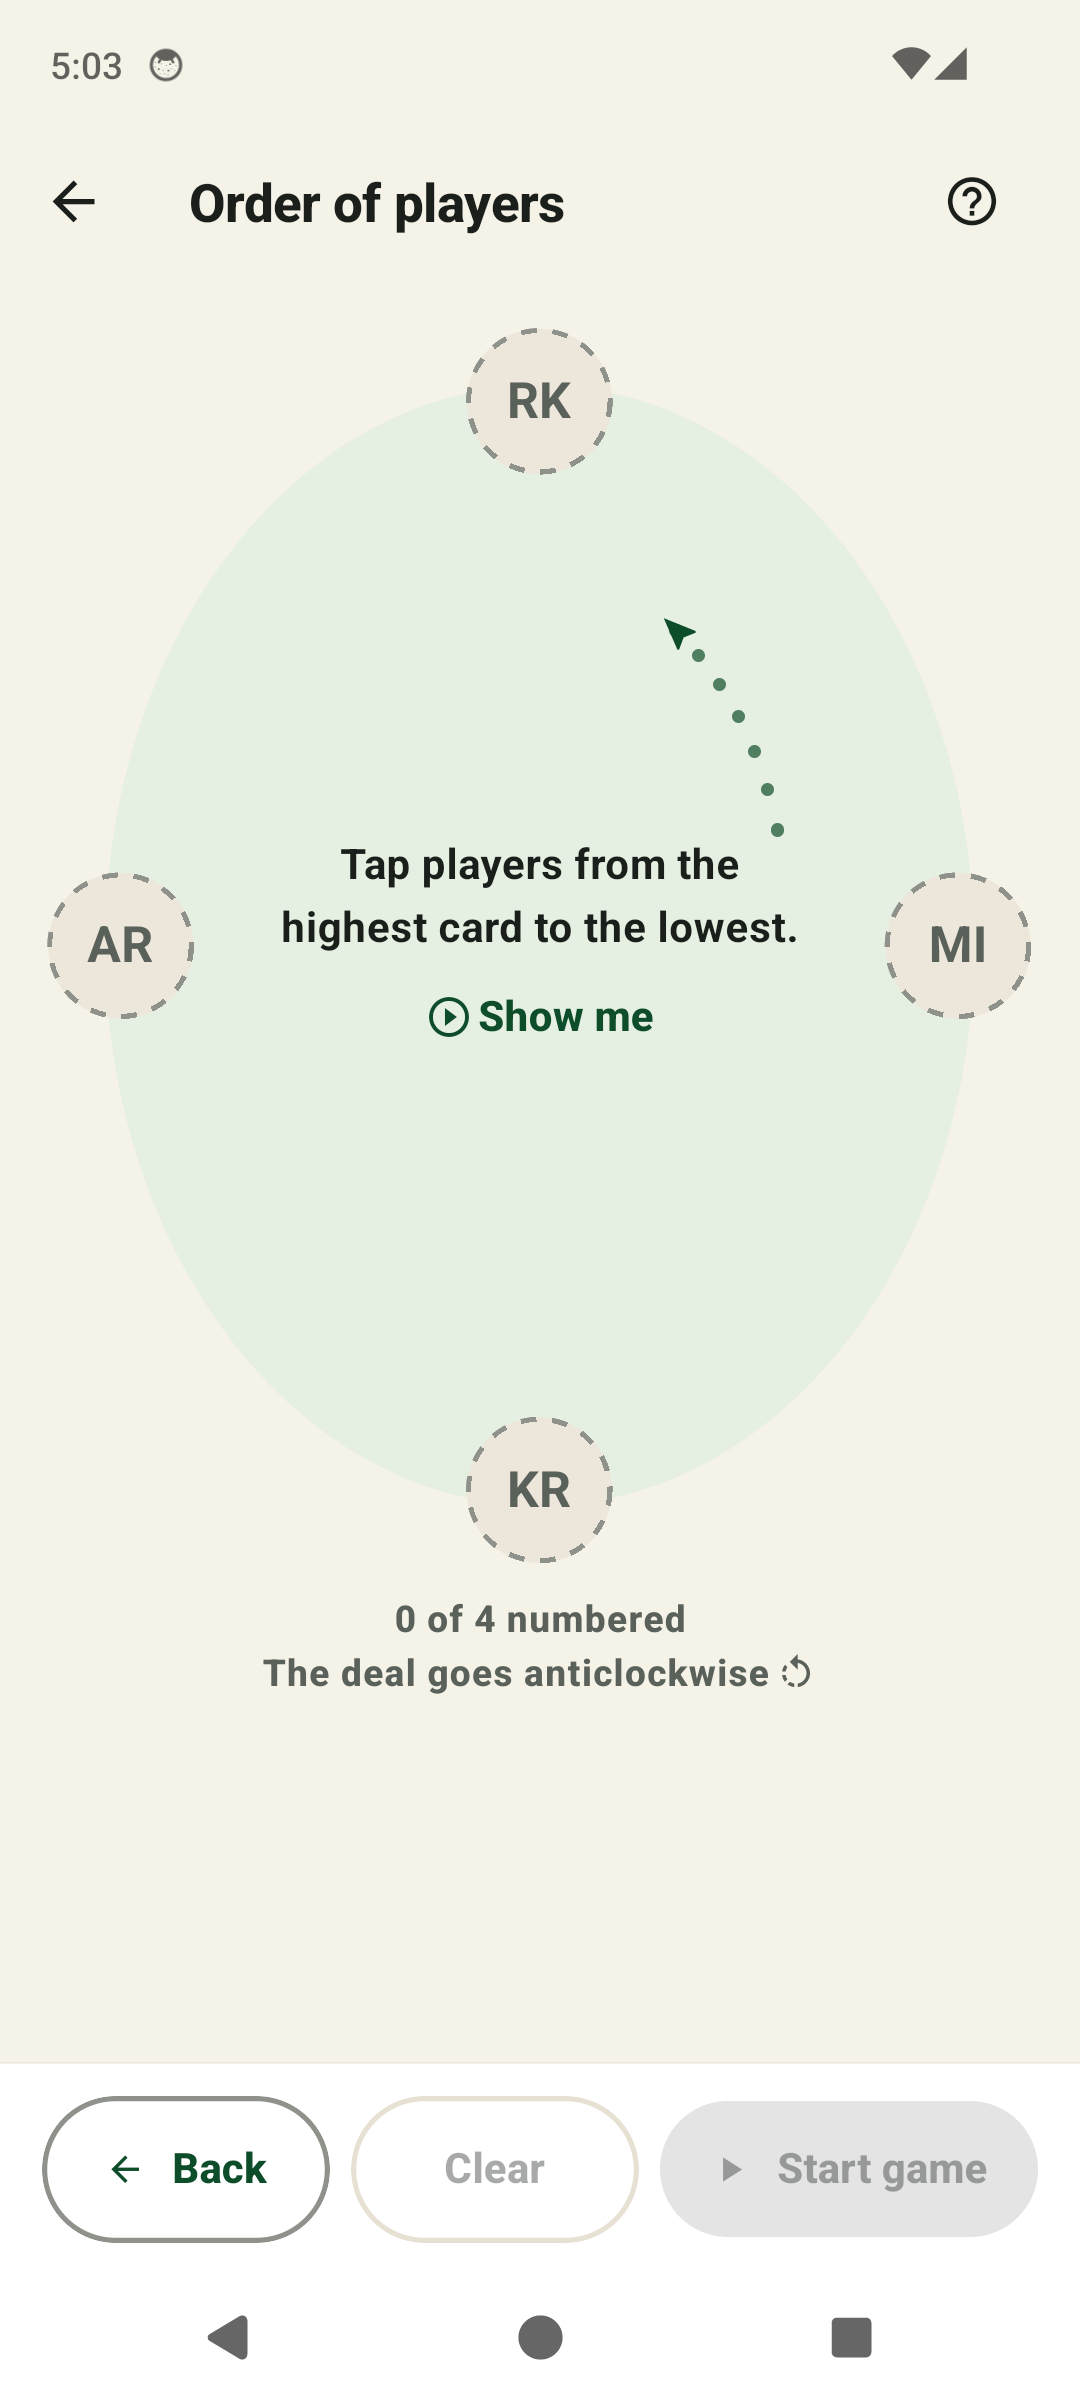 5:03
Order of players
RK
Tap players from the
highest card to the lowest.
AR
MI
Show me
KR
0 of 4 numbered
The deal goes anticlockwise
Back
Clear
Start game